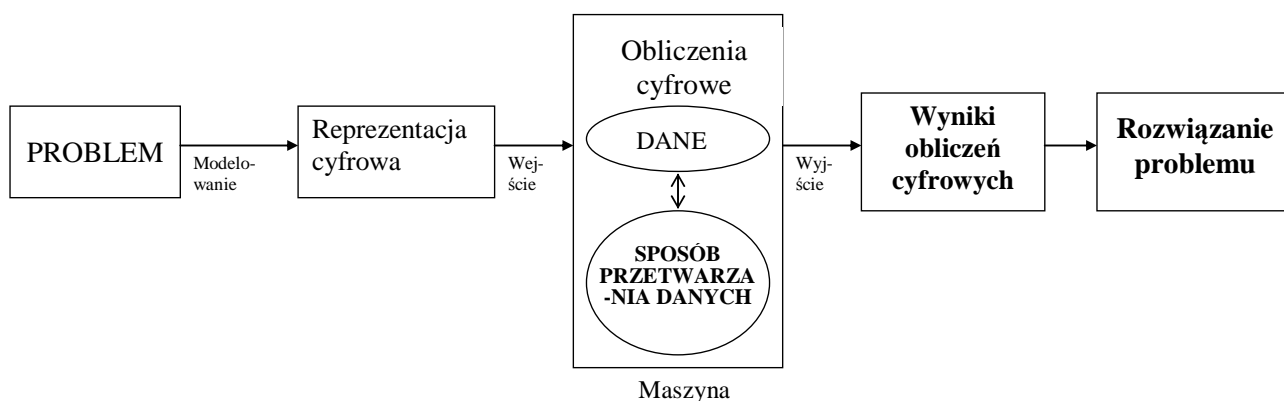 PROBLEM
Modelo-
wanie
Reprezentacja
cyfrowa
Wej-
ście
Obliczenia
cyfrowe
DANE
SPOSÓB
PRZETWARZA
-NIA DANYCH
Maszyna
Wyj-
ście
Wyniki
obliczeń
cyfrowych
Rozwiązanie
problemu